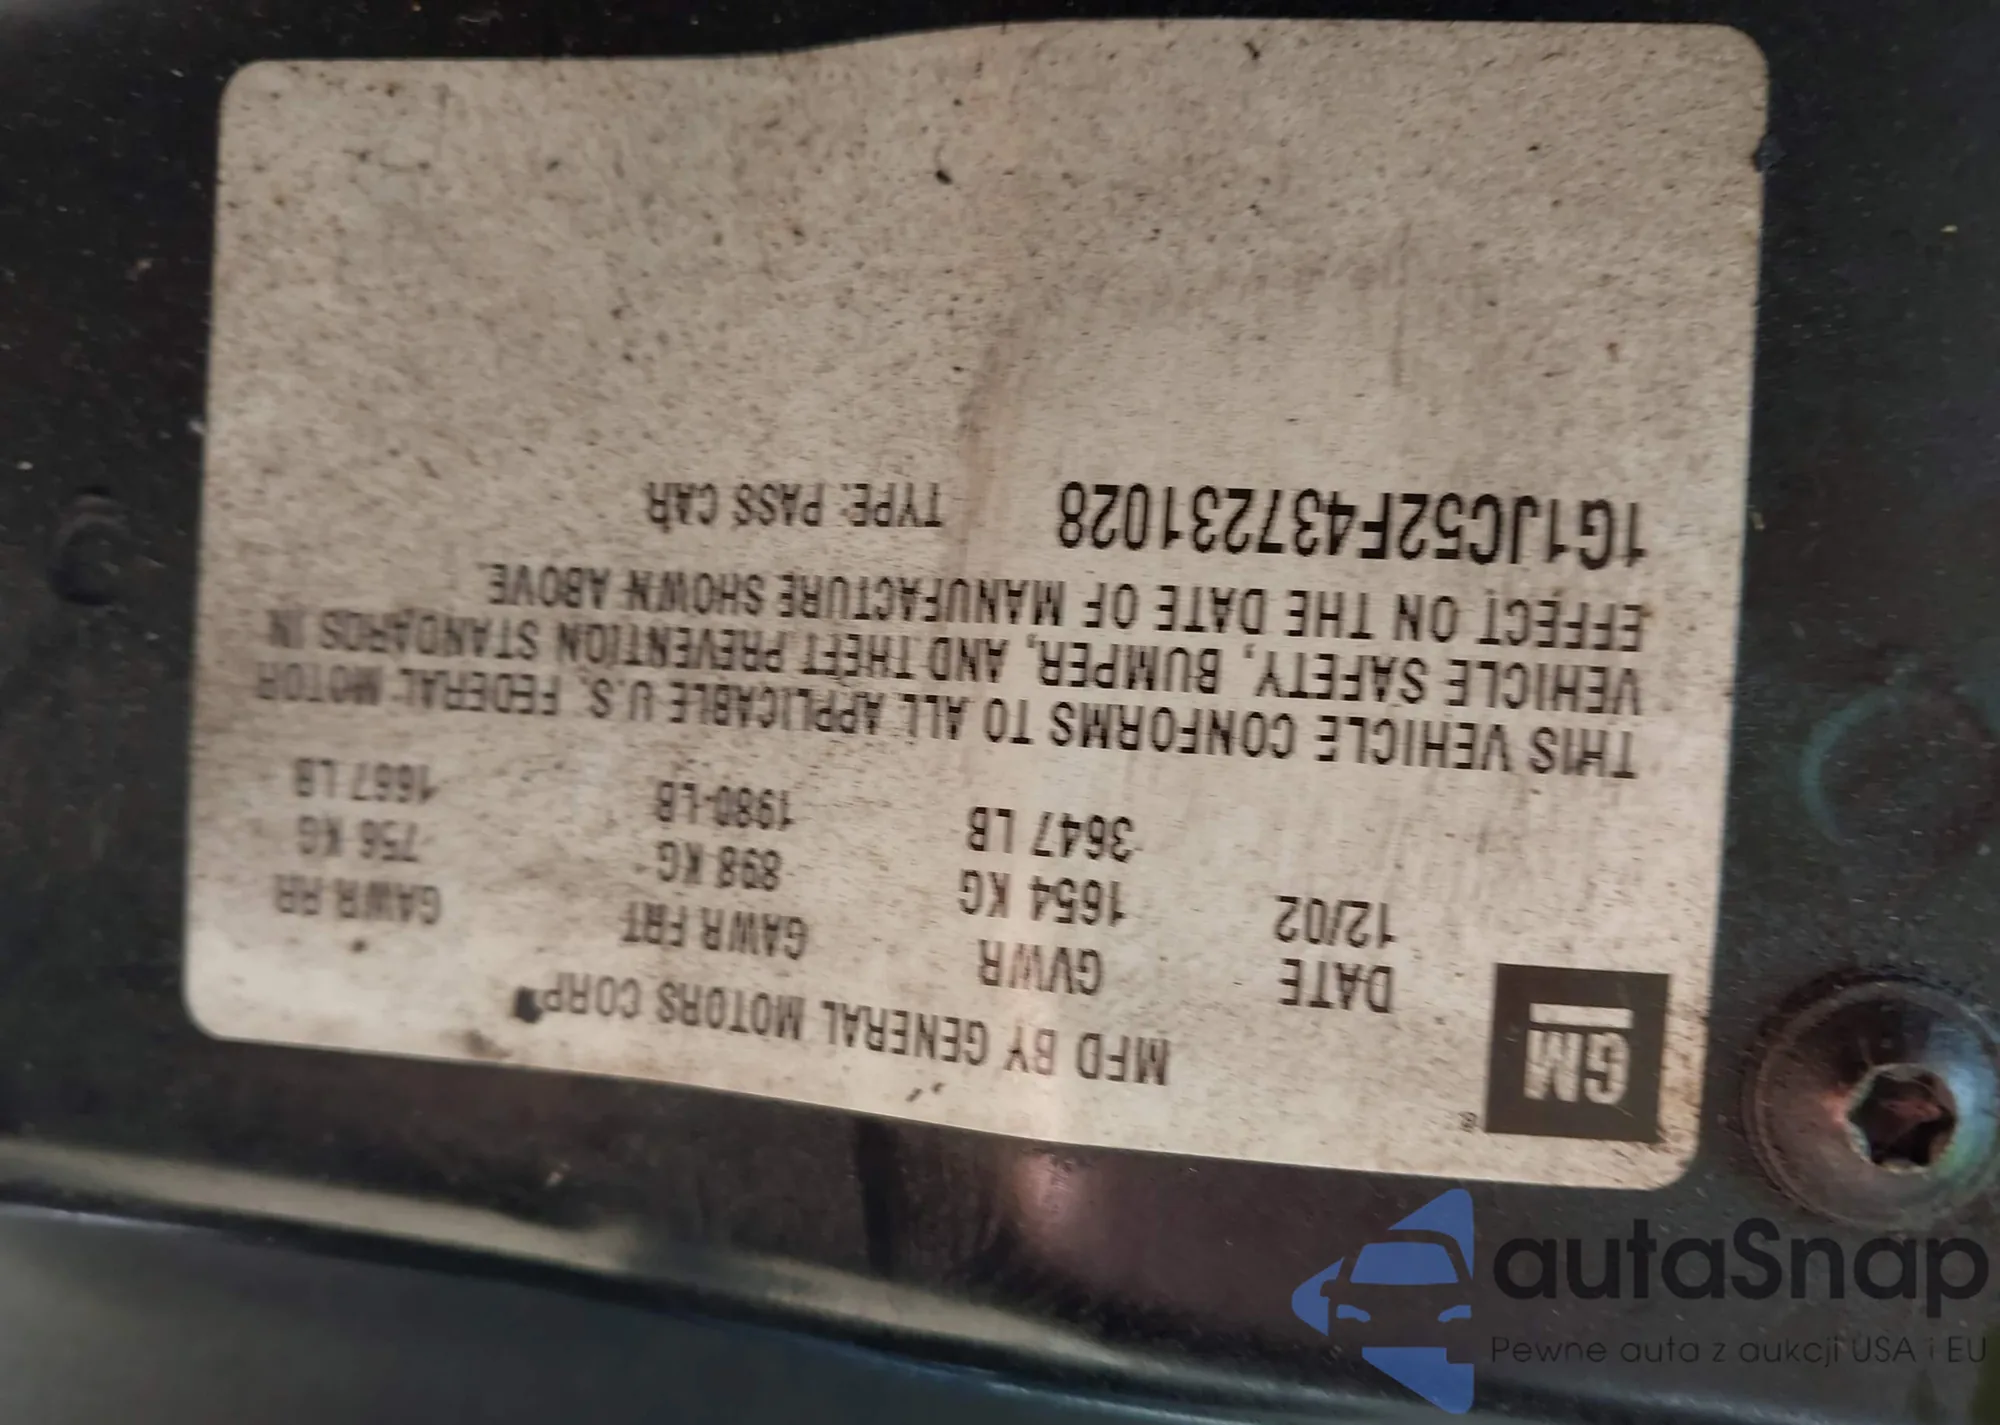 GM
®
MFD BY GENERAL MOTORS CORP
DATE GVWR GAWR FRT GAWR RR
12/02 1654 KG 898 KG 756 KG
3647 LB 1980 LB 1667 LB
THIS VEHICLE CONFORMS TO ALL APPLICABLE U.S. FEDERAL MOTOR
VEHICLE SAFETY, BUMPER, AND THEFT PREVENTION STANDARDS IN
EFFECT ON THE DATE OF MANUFACTURE SHOWN ABOVE.
1G1JC52F437231028 TYPE: PASS CAR
autaSnap
Pewne auta z aukcji USA i EU